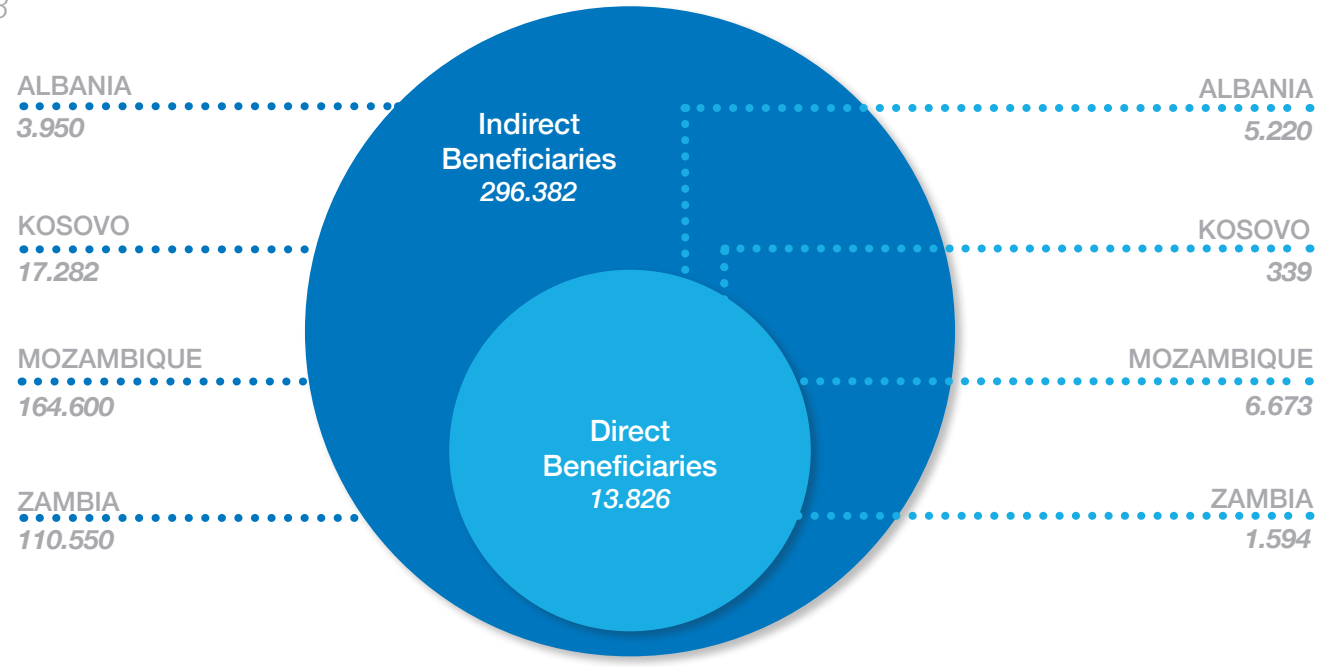 3
ALBANIA
3.950
KOSOVO
17.282
MOZAMBIQUE
164.600
ZAMBIA
110.550
Indirect
Beneficiaries
296.382
Direct
Beneficiaries
13.826
ALBANIA
5.220
KOSOVO
339
MOZAMBIQUE
6.673
ZAMBIA
1.594